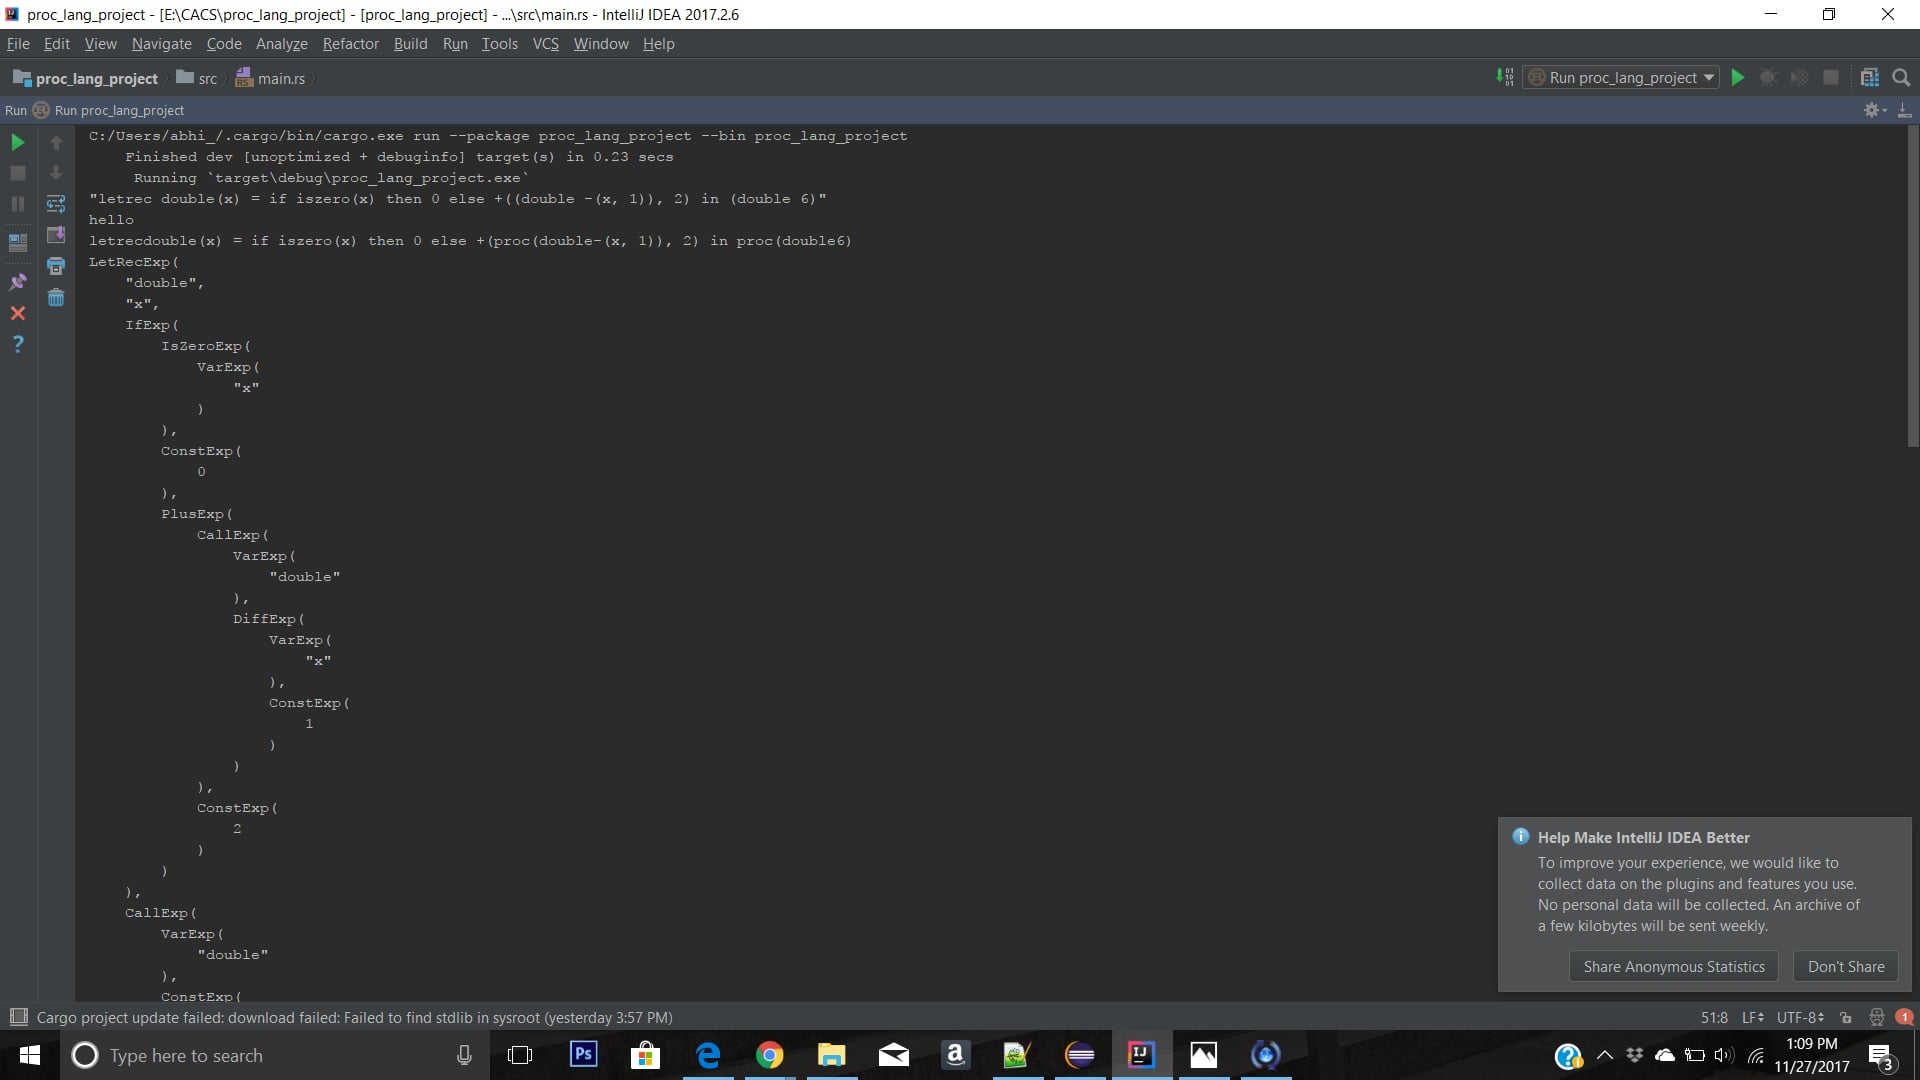 proc_lang_project - [E:\CACS\proc_lang_project] - [proc_lang_project] - ...\src\main.rs - IntelliJ IDEA 2017.2.6
File Edit View Navigate Code Analyze Refactor Build Run Tools VCS Window Help
proc_lang_project src main.rs Run proc_lang_project
Run Run proc_lang_project
C:/Users/abhi_/.cargo/bin/cargo.exe run --package proc_lang_project --bin proc_lang_project
    Finished dev [unoptimized + debuginfo] target(s) in 0.23 secs
     Running `target\debug\proc_lang_project.exe`
"letrec double(x) = if iszero(x) then 0 else +((double -(x, 1)), 2) in (double 6)"
hello
letrecdouble(x) = if iszero(x) then 0 else +(proc(double-(x, 1)), 2) in proc(double6)
LetRecExp(
    "double",
    "x",
    IfExp(
        IsZeroExp(
            VarExp(
                "x"
            )
        ),
        ConstExp(
            0
        ),
        PlusExp(
            CallExp(
                VarExp(
                    "double"
                ),
                DiffExp(
                    VarExp(
                        "x"
                    ),
                    ConstExp(
                        1
                    )
                )
            ),
            ConstExp(
                2
            )
        )
    ),
    CallExp(
        VarExp(
            "double"
        ),
        ConstExp(
Help Make IntelliJ IDEA Better
To improve your experience, we would like to
collect data on the plugins and features you use.
No personal data will be collected. An archive of
a few kilobytes will be sent weekly.
Share Anonymous Statistics Don't Share
Cargo project update failed: download failed: Failed to find stdlib in sysroot (yesterday 3:57 PM) 51:8 LF UTF-8 1
Type here to search
1:09 PM
11/27/2017
3